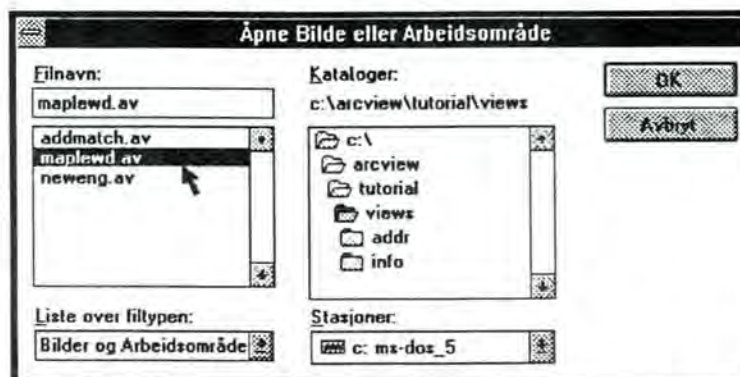 Åpne Bilde eller Arbeidsområde
Filnavn:
maplewd.av
addmatch.av
maplewd.av
neweng.av
Liste over filtypen:
Bilder og Arbeidsområde
Kataloger:
c:\arcview\tutorial\views
c:\
arcview
tutorial
views
addr
info
Stasjoner:
c: ms-dos_5
OK
Avbryt